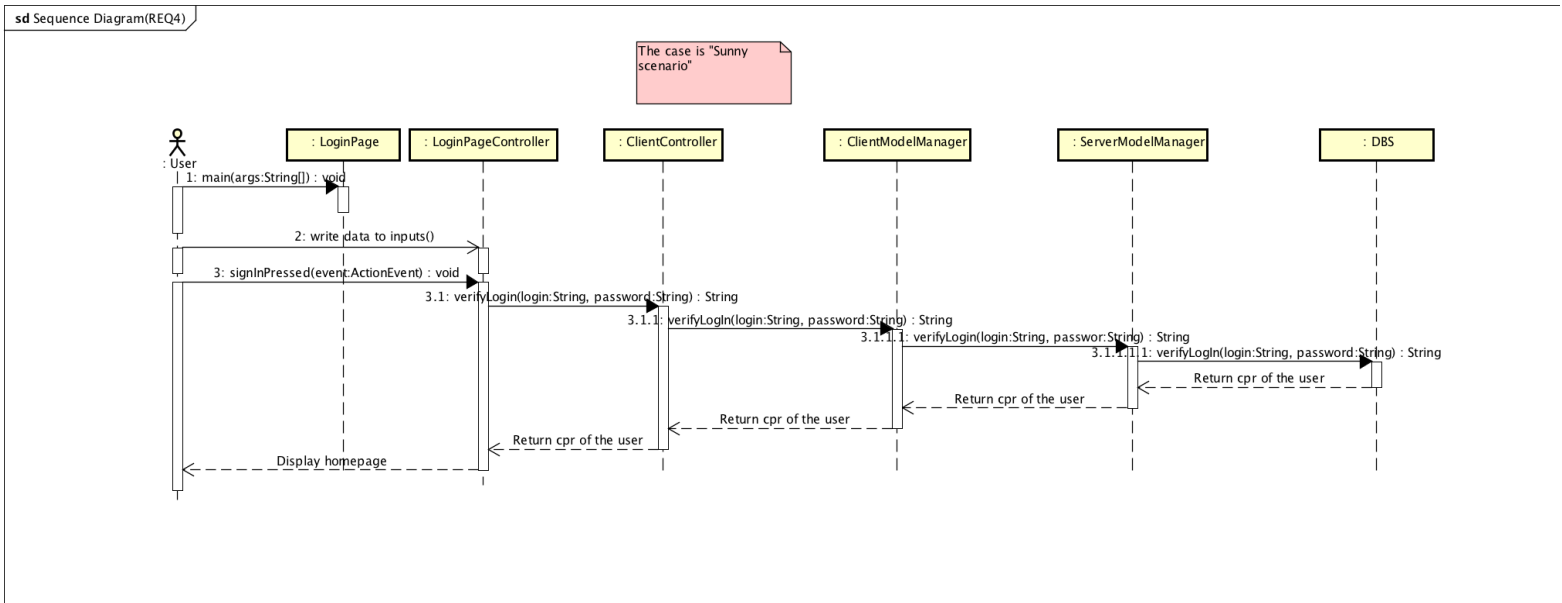 sd Sequence Diagram(REQ4)
The case is "Sunny
scenario"
: User
: LoginPage
: LoginPageController
: ClientController
: ClientModelManager
: ServerModelManager
: DBS
1: main(args:String[]) : void
2: write data to inputs()
3: signInPressed(event:ActionEvent) : void
3.1: verifyLogin(login:String, password:String) : String
3.1.1: verifyLogIn(login:String, password:String) : String
3.1.1.1: verifyLogin(login:String, passwor:String) : String
3.1.1.1.1: verifyLogIn(login:String, password:String) : String
Return cpr of the user
Return cpr of the user
Return cpr of the user
Return cpr of the user
Display homepage